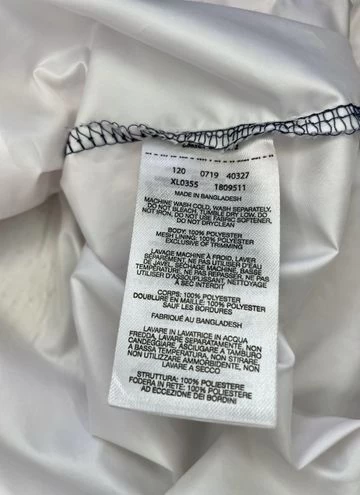 120 0719 40327
XL0355 1809511
MADE IN BANGLADESH
MACHINE WASH COLD, WASH SEPARATELY,
DO NOT BLEACH, TUMBLE DRY LOW, DO
NOT IRON, DO NOT USE FABRIC SOFTENER,
DO NOT DRYCLEAN
BODY: 100% POLYESTER
MESH LINING: 100% POLYESTER
EXCLUSIVE OF TRIMMING
LAVAGE MACHINE À FROID, LAVER
SÉPAREMENT, NE PAS UTILISER D'EAU
DE JAVEL, SÉCHAGE MACHINE, BASSE
TEMPÉRATURE, NE PAS REPASSER, NE PAS
UTILISER D'ASSOUPLISSANT, NETTOYAGE
À SEC INTERDIT
CORPS: 100% POLYESTER
DOUBLURE EN MAILLE: 100% POLYESTER
SAUF LES BORDURES
FABRIQUÉ AU BANGLADESH
LAVARE IN LAVATRICE IN ACQUA
FREDDA, LAVARE SEPARATAMENTE, NON
CANDEGGIARE, ASCIUGARE A TAMBURO
A BASSA TEMPERATURA, NON STIRARE
NON UTILIZZARE AMMORBIDENTE, NON
LAVARE A SECCO
STRUTTURA: 100% POLIESTERE
FODERA IN RETE: 100% POLIESTERE
AD ECCEZIONE DEI BORDINI